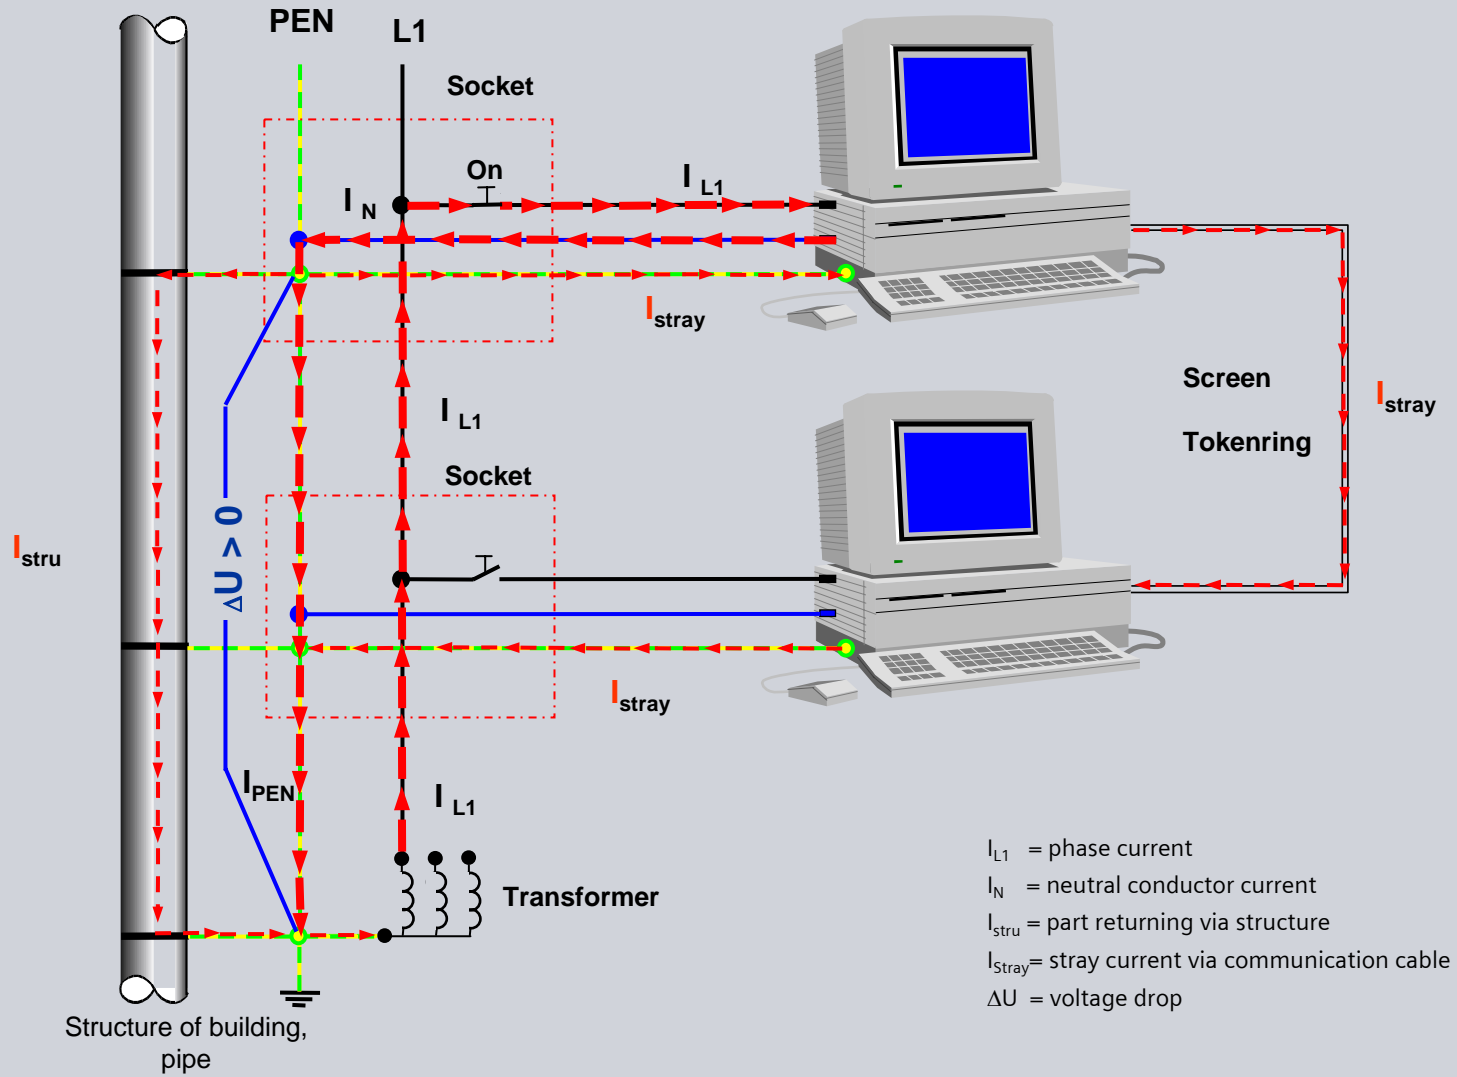 PEN
L1
Socket
On
I L1
I N
Istray
Screen
Tokenring
Istray
I L1
Socket
Istru
ΔU > 0
Istray
IPEN
I L1
Transformer
IL1 = phase current
IN = neutral conductor current
Istru = part returning via structure
IStray= stray current via communication cable
ΔU = voltage drop
Structure of building,
pipe